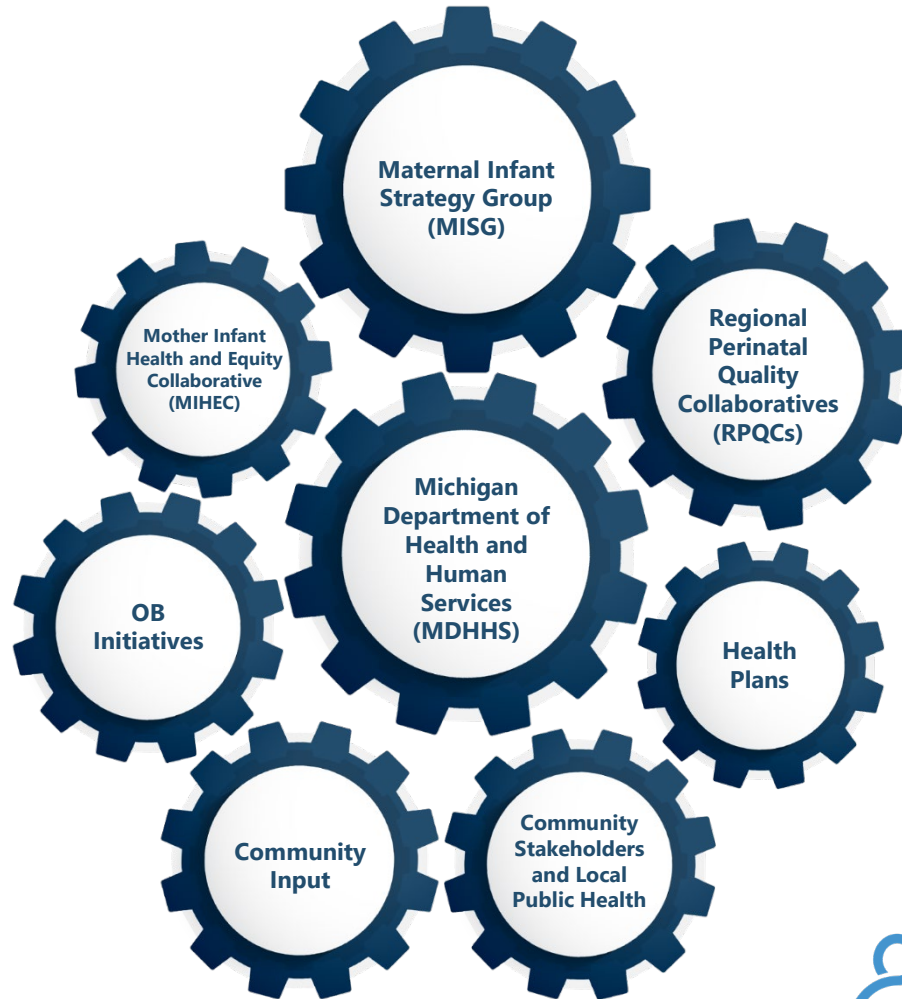 Maternal Infant
Strategy Group
(MISG)
Mother Infant
Health and Equity
Collaborative
(MIHEC)
Regional
Perinatal
Quality
Collaboratives
(RPQCs)
Michigan
Department of
Health and
Human
Services
(MDHHS)
OB
Initiatives
Health
Plans
Community
Input
Community
Stakeholders
and Local
Public Health